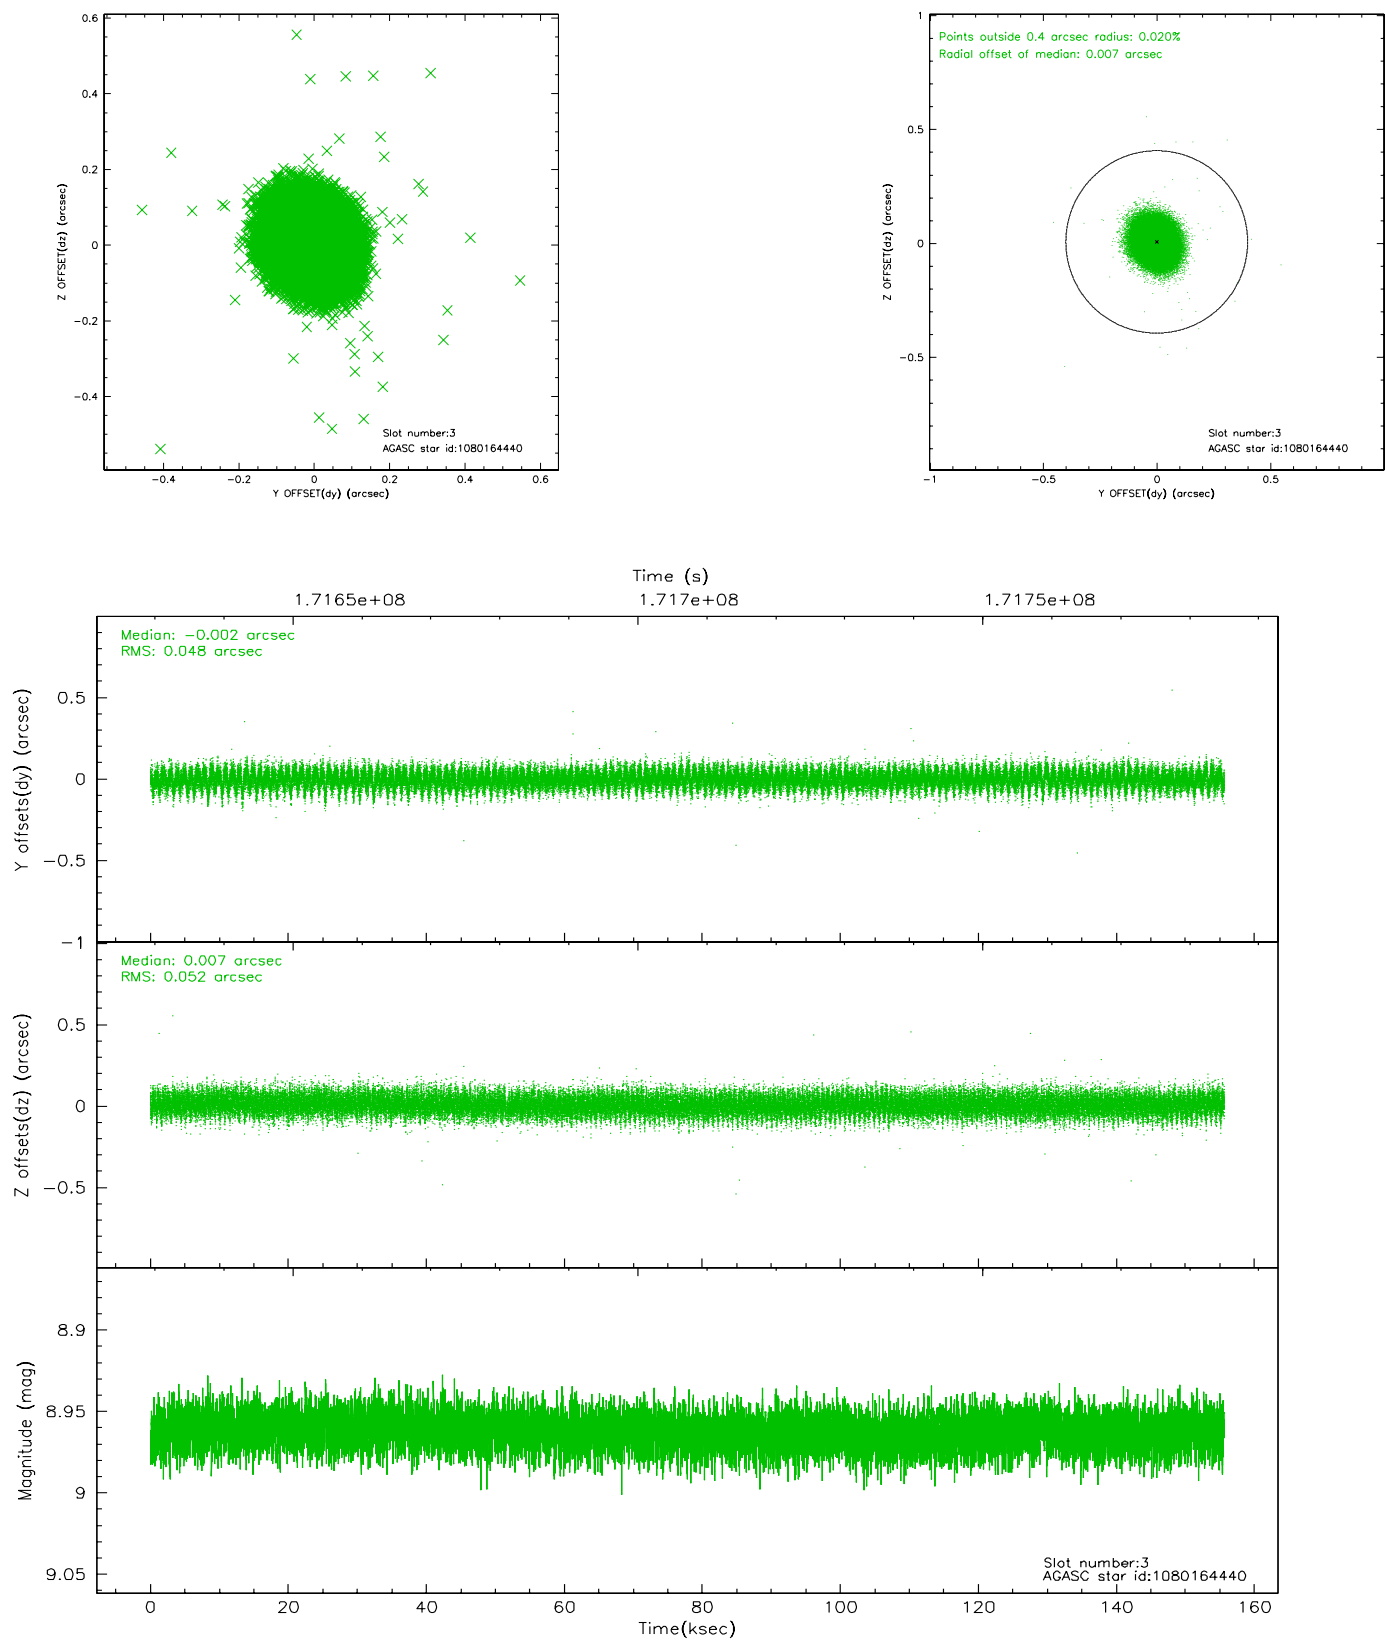 0.6
0.4
0.2
0
−0.2
−0.4
Z OFFSET(dz) (arcsec)
Slot number:3
AGASC star id:1080164440
−0.4
−0.2
0
0.2
0.4
0.6
Y OFFSET(dy) (arcsec)
1
0.5
0
−0.5
Z OFFSET(dz) (arcsec)
Points outside 0.4 arcsec radius: 0.020%
Radial offset of median: 0.007 arcsec
Slot number:3
AGASC star id:1080164440
−1
−0.5
0
0.5
Y OFFSET(dy) (arcsec)
Time (s)
1.7165e+08
1.717e+08
1.7175e+08
Median: −0.002 arcsec
RMS: 0.048 arcsec
0.5
0
−0.5
−1
Y offsets(dy) (arcsec)
Median: 0.007 arcsec
RMS: 0.052 arcsec
0.5
0
−0.5
Z offsets(dz) (arcsec)
8.9
8.95
9
9.05
Magnitude (mag)
Slot number:3
AGASC star id:1080164440
0
20
40
60
80
100
120
140
160
Time(ksec)